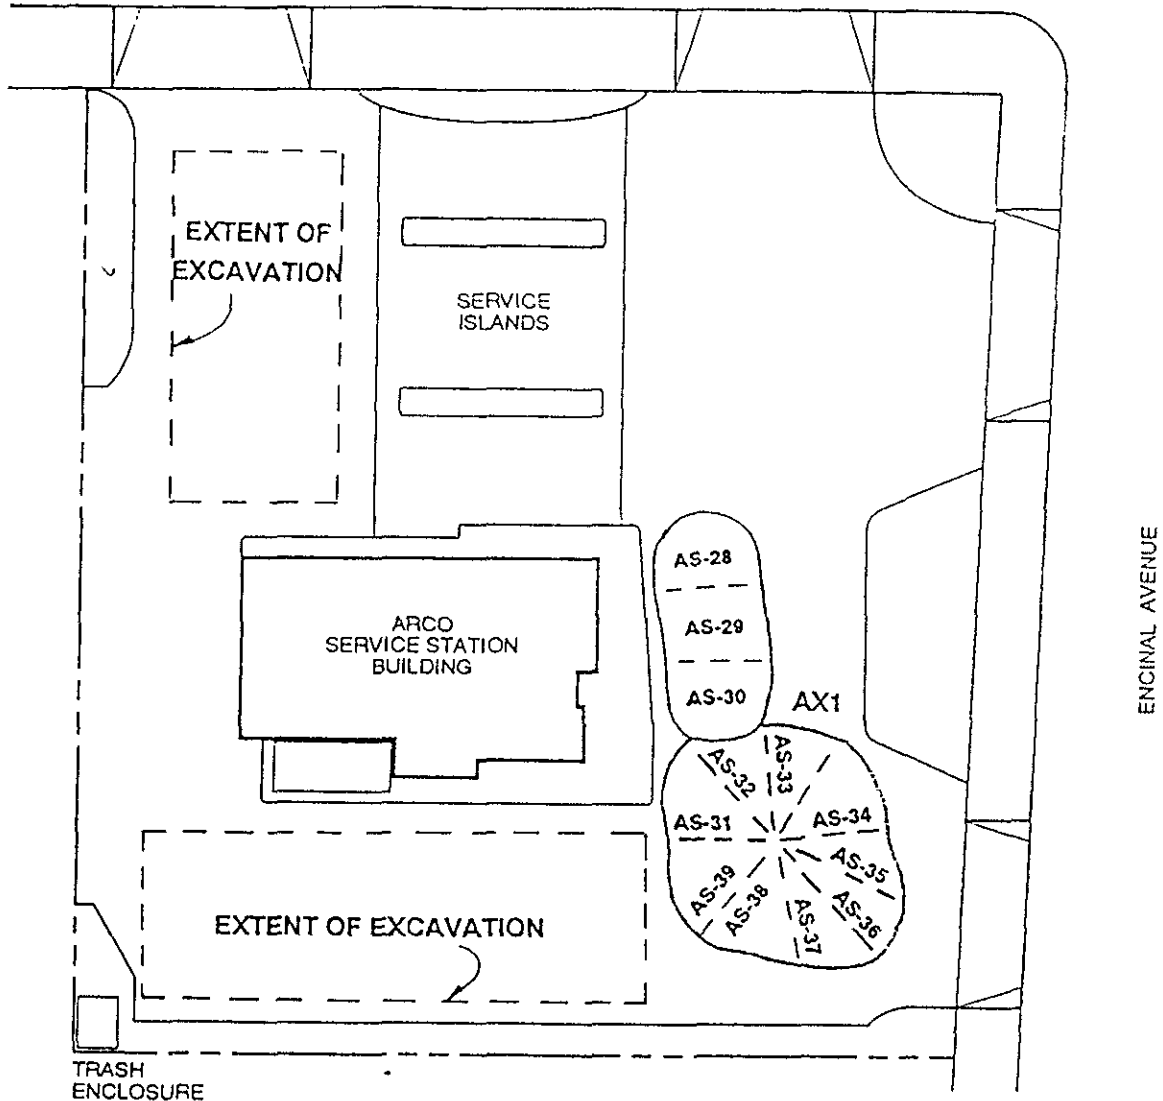 EXTENT OF
EXCAVATION
SERVICE
ISLANDS
AS-28
ARCO
SERVICE STATION
BUILDING
AS-29
AS-30
AX1
ENCINAL AVENUE
AS-32
AS-33
AS-31
AS-34
AS-35
AS-39
AS-38
AS-37
AS-36
EXTENT OF EXCAVATION
TRASH
ENCLOSURE